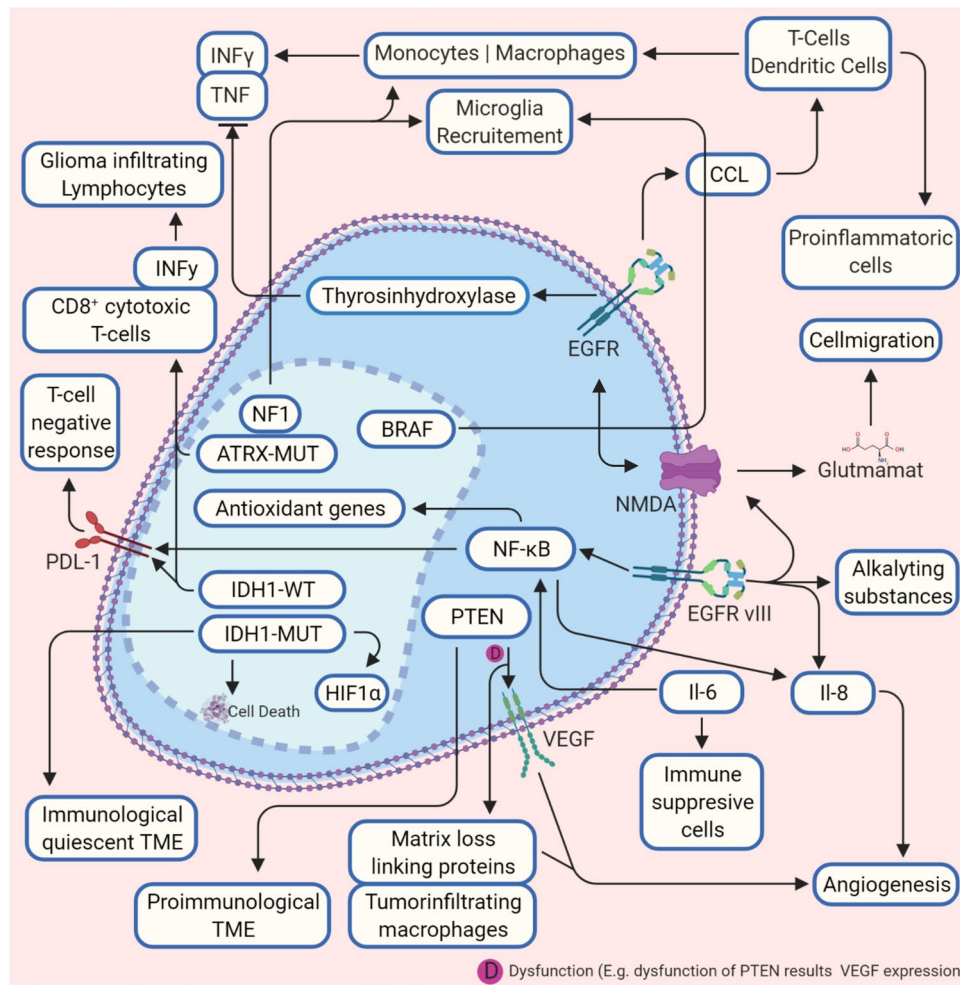 INFγ
TNF
Monocytes | Macrophages
T-Cells
Dendritic Cells
Microglia
Recruitement
Glioma infiltrating
Lymphocytes
CCL
Proinflammatoric
cells
INFy
CD8⁺ cytotoxic
T-cells
Thyrosinhydroxylase
EGFR
Cellmigration
T-cell
negative
response
NF1
ATRX-MUT
BRAF
HO
O
O
OH
NH₂
Glutmamat
NMDA
Antioxidant genes
PDL-1
NF-κB
EGFR vIII
Alkalyting
substances
IDH1-WT
IDH1-MUT
PTEN
D
HIF1α
Cell Death
VEGF
Il-6
Il-8
Immune
suppresive
cells
Immunological
quiescent TME
Matrix loss
linking proteins
Tumorinfiltrating
macrophages
Proimmunological
TME
Angiogenesis
D Dysfunction (E.g. dysfunction of PTEN results VEGF expression